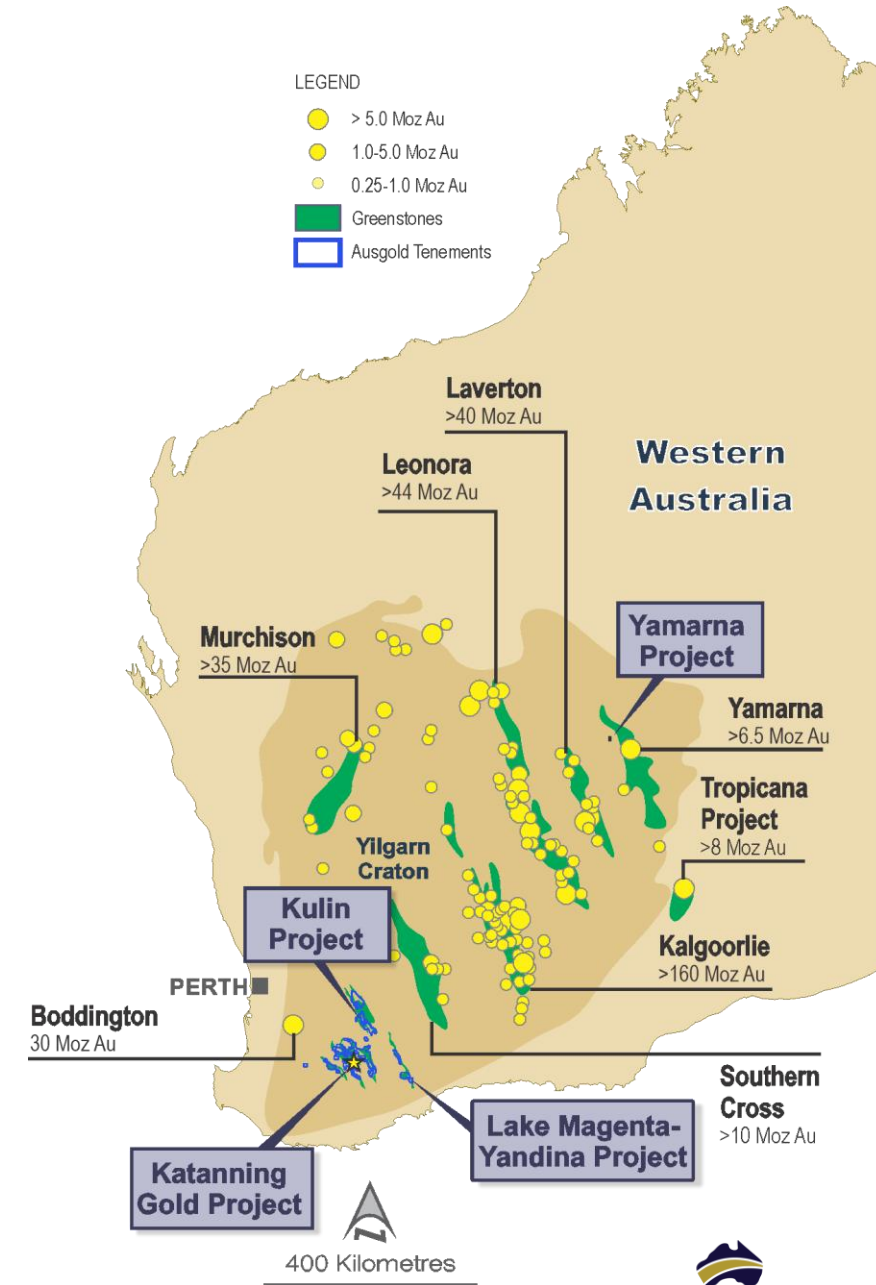 LEGEND
> 5.0 Moz Au
1.0-5.0 Moz Au
0.25-1.0 Moz Au
Greenstones
Ausgold Tenements
Laverton
>40 Moz Au
Western
Australia
Leonora
>44 Moz Au
Yamarna
Project
Murchison
>35 Moz Au
Yamarna
>6.5 Moz Au
Tropicana
Project
>8 Moz Au
Yilgarn
Craton
Kulin
Project
Kalgoorlie
>160 Moz Au
PERTH
Boddington
30 Moz Au
Southern
Cross
>10 Moz Au
Lake Magenta-
Yandina Project
Katanning
Gold Project
N
400 Kilometres